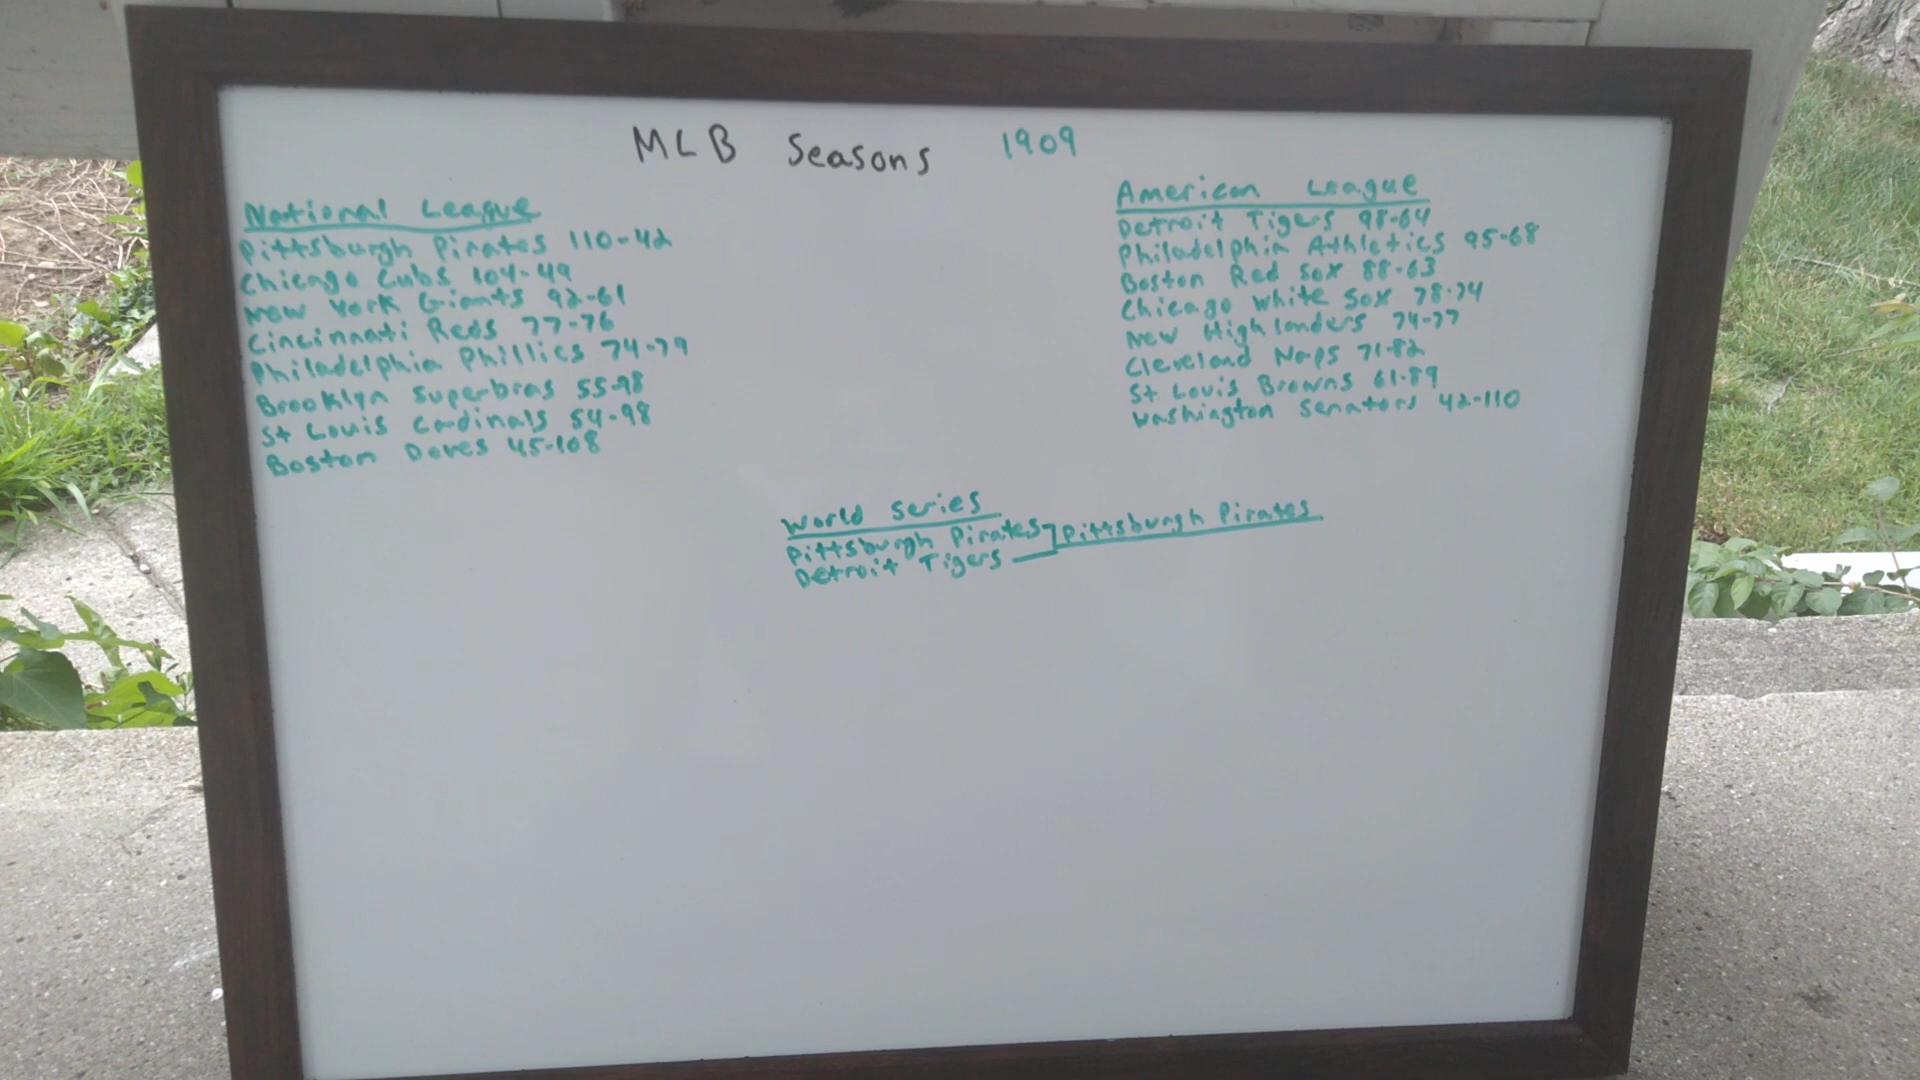 MLB Seasons 1909
National League
Pittsburgh Pirates 110-42
Chicago Cubs 104-49
New York Giants 92-61
Cincinnati Reds 77-76
Philadelphia Phillies 74-79
Brooklyn Superbras 55-98
St Louis Cardinals 54-98
Boston Doves 45-108
American League
Detroit Tigers 98-64
Philadelphia Athletics 95-68
Boston Red Sox 88-63
Chicago White Sox 78-74
New Highlanders 74-77
Cleveland Naps 71-82
St Louis Browns 61-89
Washington Senators 42-110
World Series
Pittsburgh Pirates
Detroit Tigers
Pittsburgh Pirates